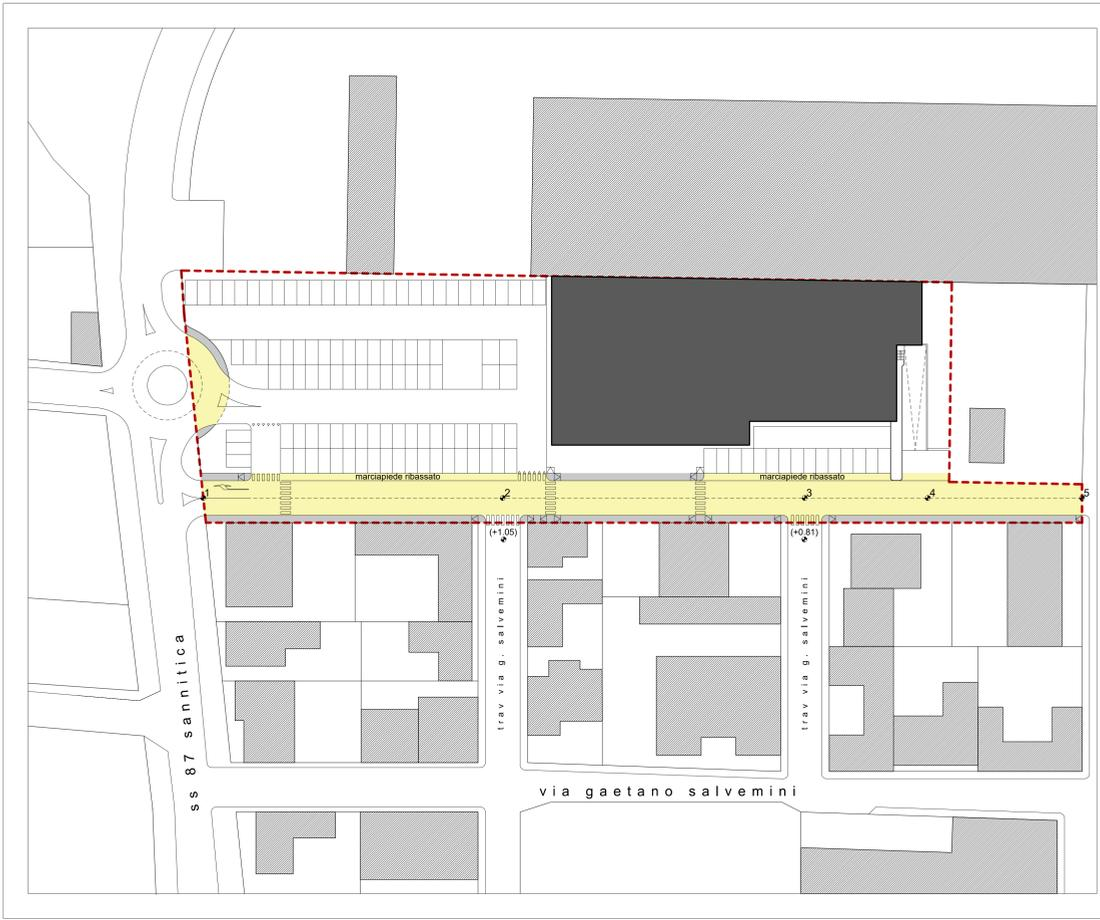 marciapiede ribassato
marciapiede ribassato
1
2
3
4
5
(+1.05)
(+0.81)
trav via g. salvemini
trav via g. salvemini
ss 87 sannitica
via gaetano salvemini